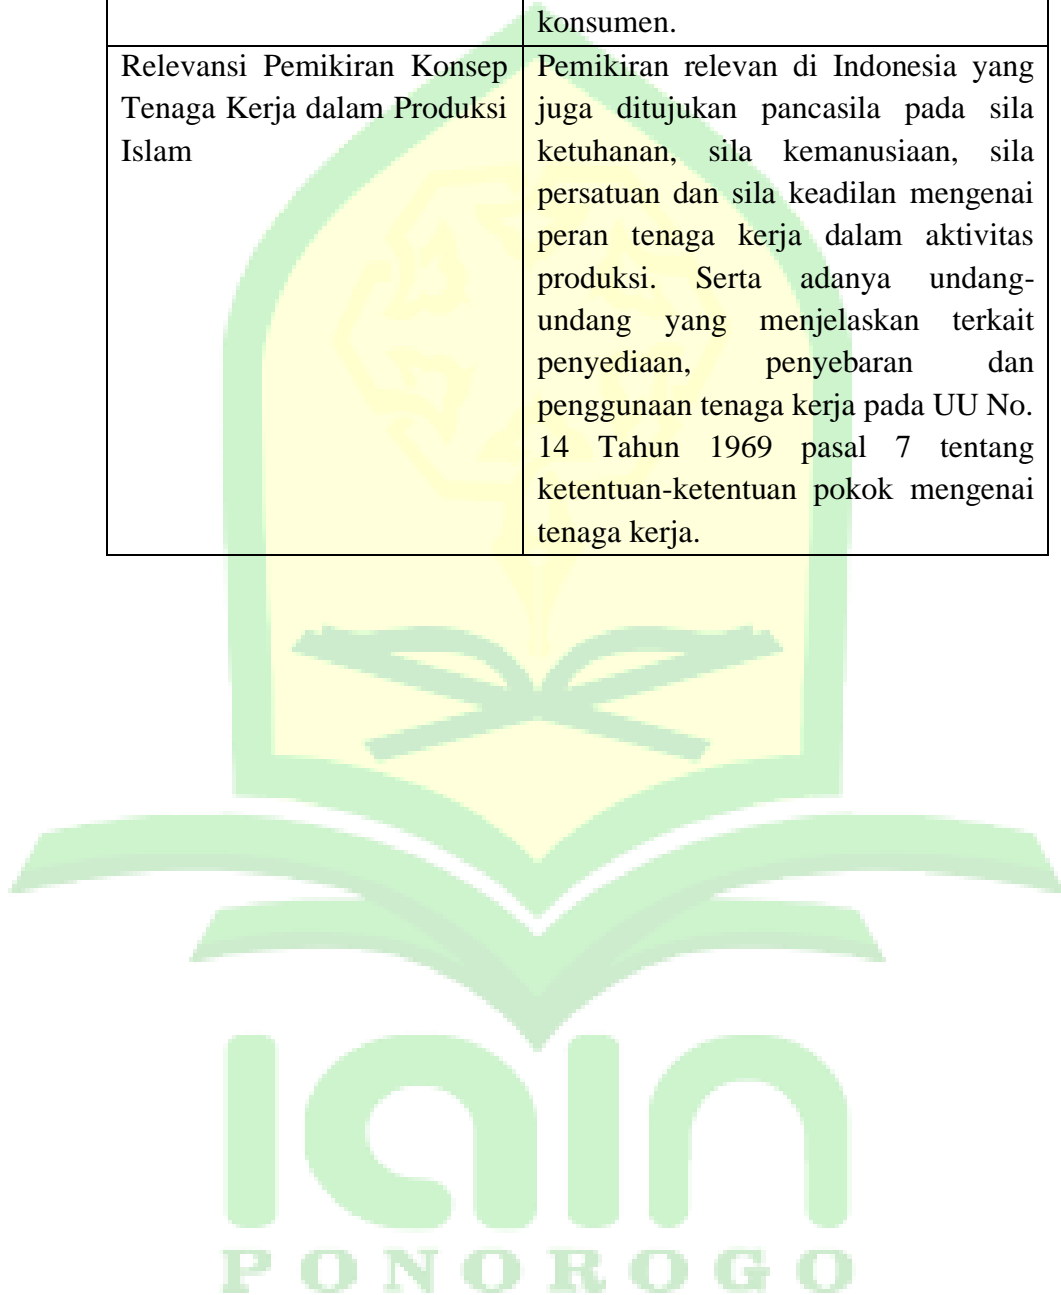 konsumen.
Relevansi Pemikiran Konsep
Tenaga Kerja dalam Produksi
Islam
Pemikiran relevan di Indonesia yang
juga ditujukan pancasila pada sila
ketuhanan, sila kemanusiaan, sila
persatuan dan sila keadilan mengenai
peran tenaga kerja dalam aktivitas
produksi. Serta adanya undang-
undang yang menjelaskan terkait
penyediaan, penyebaran dan
penggunaan tenaga kerja pada UU No.
14 Tahun 1969 pasal 7 tentang
ketentuan-ketentuan pokok mengenai
tenaga kerja.
iain
PONOROGO